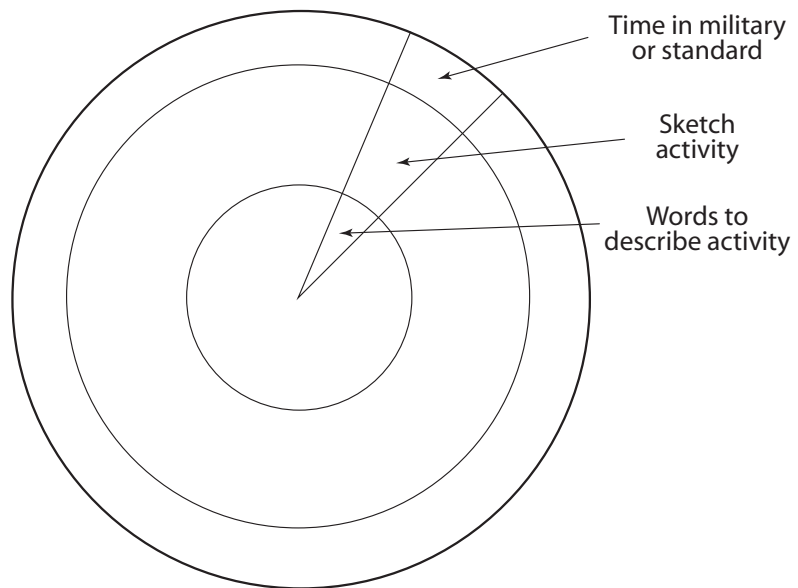 Time in military
or standard
Sketch
activity
Words to
describe activity